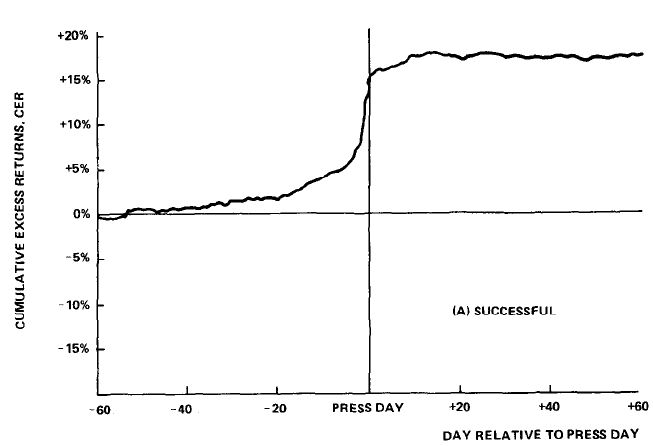 +20%
+15%
+10%
+5%
0%
-5%
-10%
-15%
CUMULATIVE EXCESS RETURNS, CER
(A) SUCCESSFUL
-60 -40 -20 PRESS DAY +20 +40 +60
DAY RELATIVE TO PRESS DAY